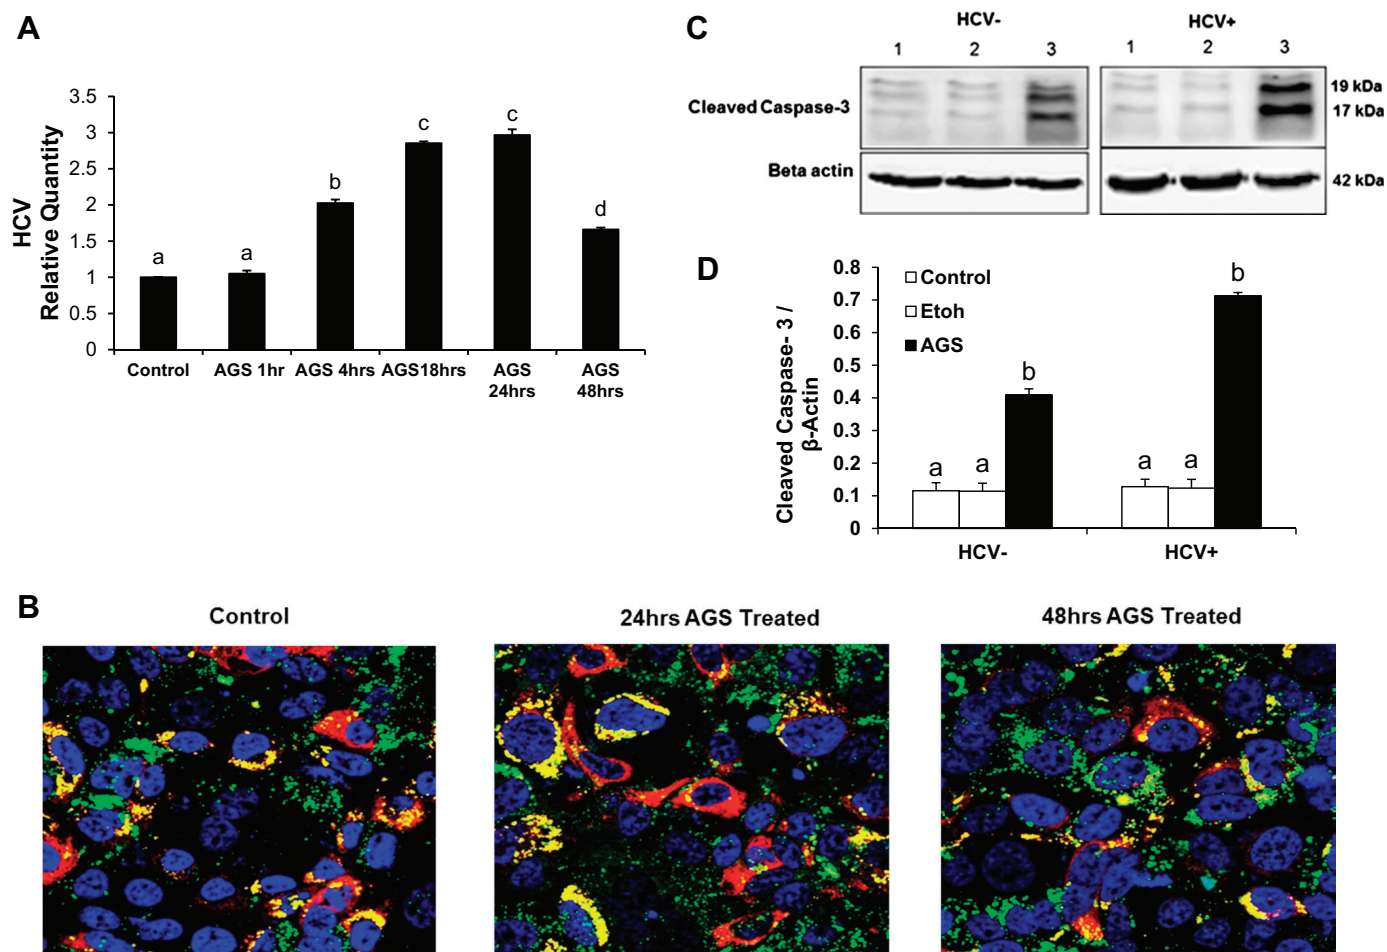 A
HCV
Relative Quantity
3.5
3
2.5
2
1.5
1
0.5
0
a
a
b
c
c
d
Control
AGS 1hr
AGS 4hrs
AGS18hrs
AGS
24hrs
AGS
48hrs
C
HCV-
HCV+
1
2
3
1
2
3
Cleaved Caspase-3
19 kDa
17 kDa
Beta actin
42 kDa
D
Cleaved Caspase- 3 /
β-Actin
0.8
0.7
0.6
0.5
0.4
0.3
0.2
0.1
0
Control
Etoh
AGS
a
a
b
a
a
b
HCV-
HCV+
B
Control
24hrs AGS Treated
48hrs AGS Treated